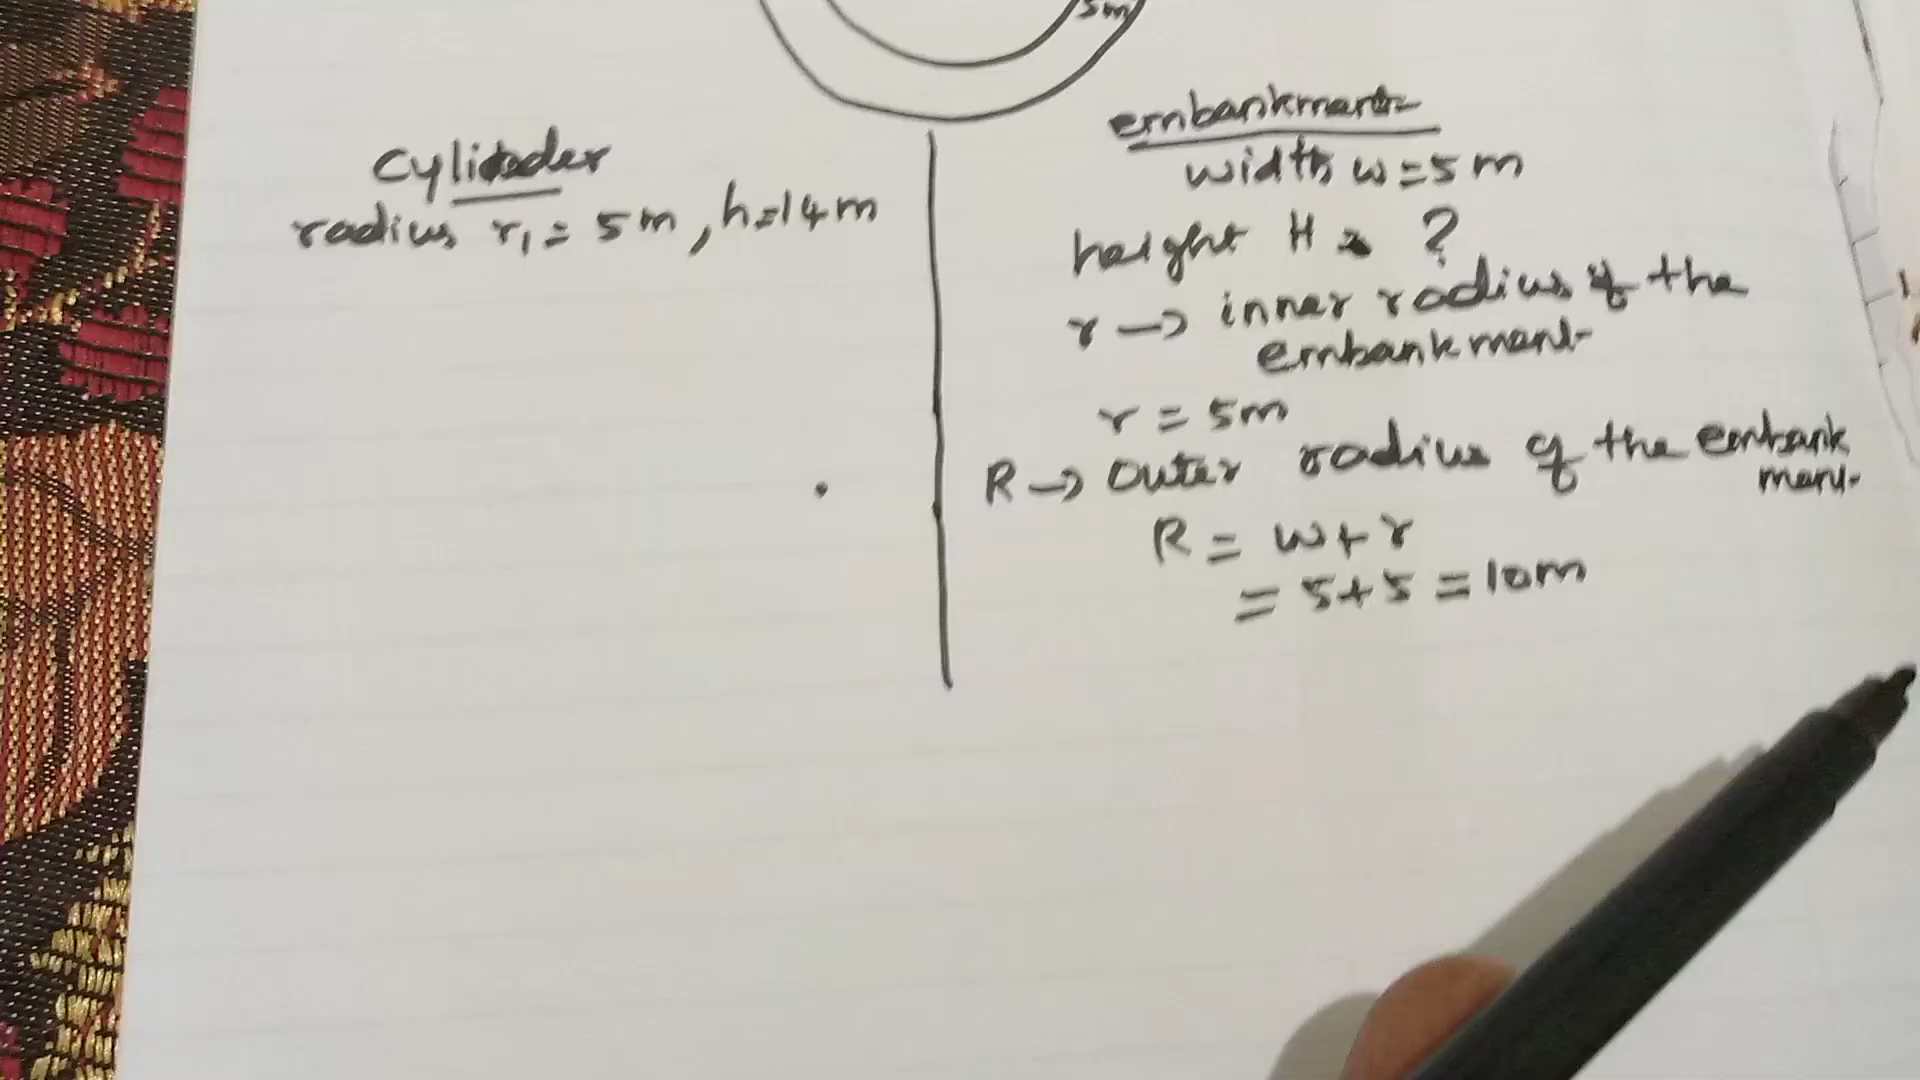 5m
cylinder
radius r₁ = 5m, h=14m
embankment
width w=5m
height H = ?
r → inner radius of the
embankment
r = 5m
R → outer radius of the embank
ment
R = w+r
= 5+5 = 10m